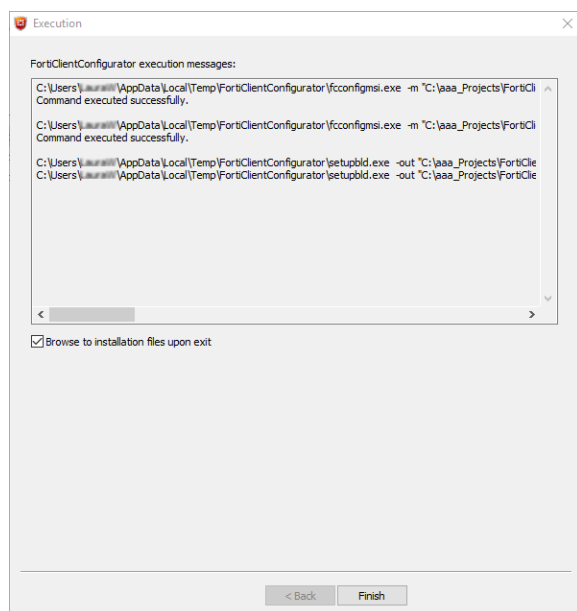 Execution
FortiClientConfigurator execution messages:
C:\Users\ \AppData\Local\Temp\FortiClientConfigurator\fcconfigmsi.exe -m "C:\aaa_Projects\FortiCli
Command executed successfully.
C:\Users\ \AppData\Local\Temp\FortiClientConfigurator\fcconfigmsi.exe -m "C:\aaa_Projects\FortiCli
Command executed successfully.
C:\Users\ \AppData\Local\Temp\FortiClientConfigurator\setupbld.exe -out "C:\aaa_Projects\FortiClie
C:\Users\ \AppData\Local\Temp\FortiClientConfigurator\setupbld.exe -out "C:\aaa_Projects\FortiClie
Browse to installation files upon exit
< Back Finish